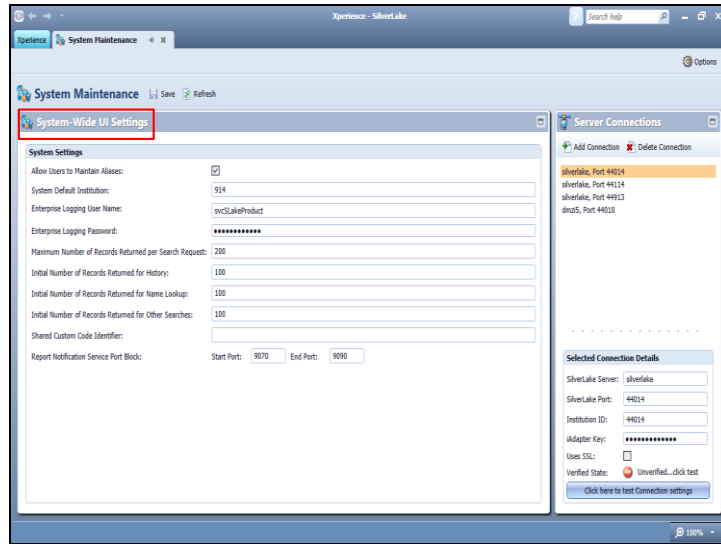 Xperience - SilverLake
Search help
Xperience
System Maintenance
Options
System Maintenance Save Refresh
System-Wide UI Settings
System Settings
Allow Users to Maintain Aliases:
System Default Institution: 914
Enterprise Logging User Name: svcSLakeProduct
Enterprise Logging Password: ••••••••••••
Maximum Number of Records Returned per Search Request: 200
Initial Number of Records Returned for History: 100
Initial Number of Records Returned for Name Lookup: 100
Initial Number of Records Returned for Other Searches: 100
Shared Custom Code Identifier:
Report Notification Service Port Block: Start Port: 9070 End Port: 9090
Server Connections
Add Connection Delete Connection
silverlake, Port 44014
silverlake, Port 44114
silverlake, Port 44913
dmzi5, Port 44010
Selected Connection Details
SilverLake Server: silverlake
SilverLake Port: 44014
Institution ID: 44014
iAdapter Key: •••••••••••••
Uses SSL:
Verified State: Unverified...click test
Click here to test Connection settings
100%